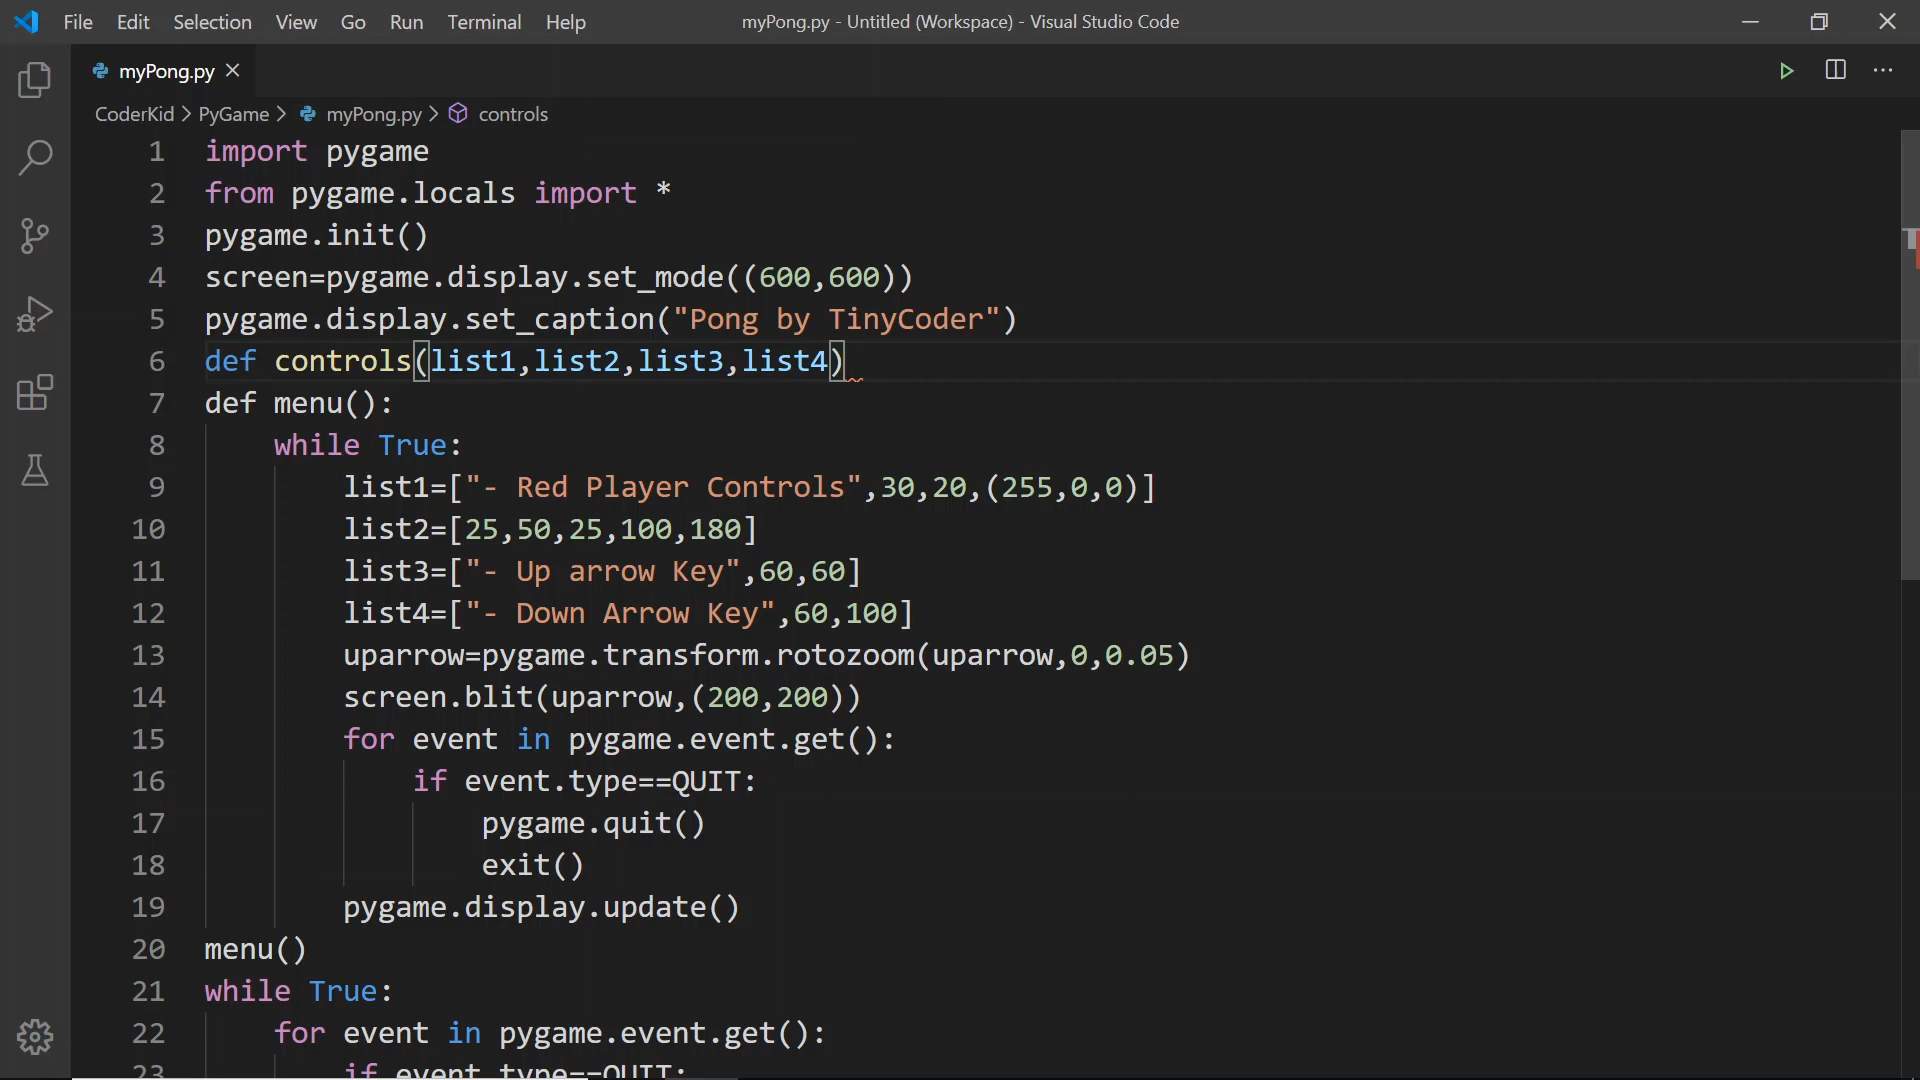 File Edit Selection View Go Run Terminal Help myPong.py - Untitled (Workspace) - Visual Studio Code
myPong.py
CoderKid > PyGame > myPong.py > controls
1 import pygame
2 from pygame.locals import *
3 pygame.init()
4 screen=pygame.display.set_mode((600,600))
5 pygame.display.set_caption("Pong by TinyCoder")
6 def controls(list1,list2,list3,list4)
7 def menu():
8 while True:
9 list1=["- Red Player Controls",30,20,(255,0,0)]
10 list2=[25,50,25,100,180]
11 list3=["- Up arrow Key",60,60]
12 list4=["- Down Arrow Key",60,100]
13 uparrow=pygame.transform.rotozoom(uparrow,0,0.05)
14 screen.blit(uparrow,(200,200))
15 for event in pygame.event.get():
16 if event.type==QUIT:
17 pygame.quit()
18 exit()
19 pygame.display.update()
20 menu()
21 while True:
22 for event in pygame.event.get():
23 if event.type==QUIT: